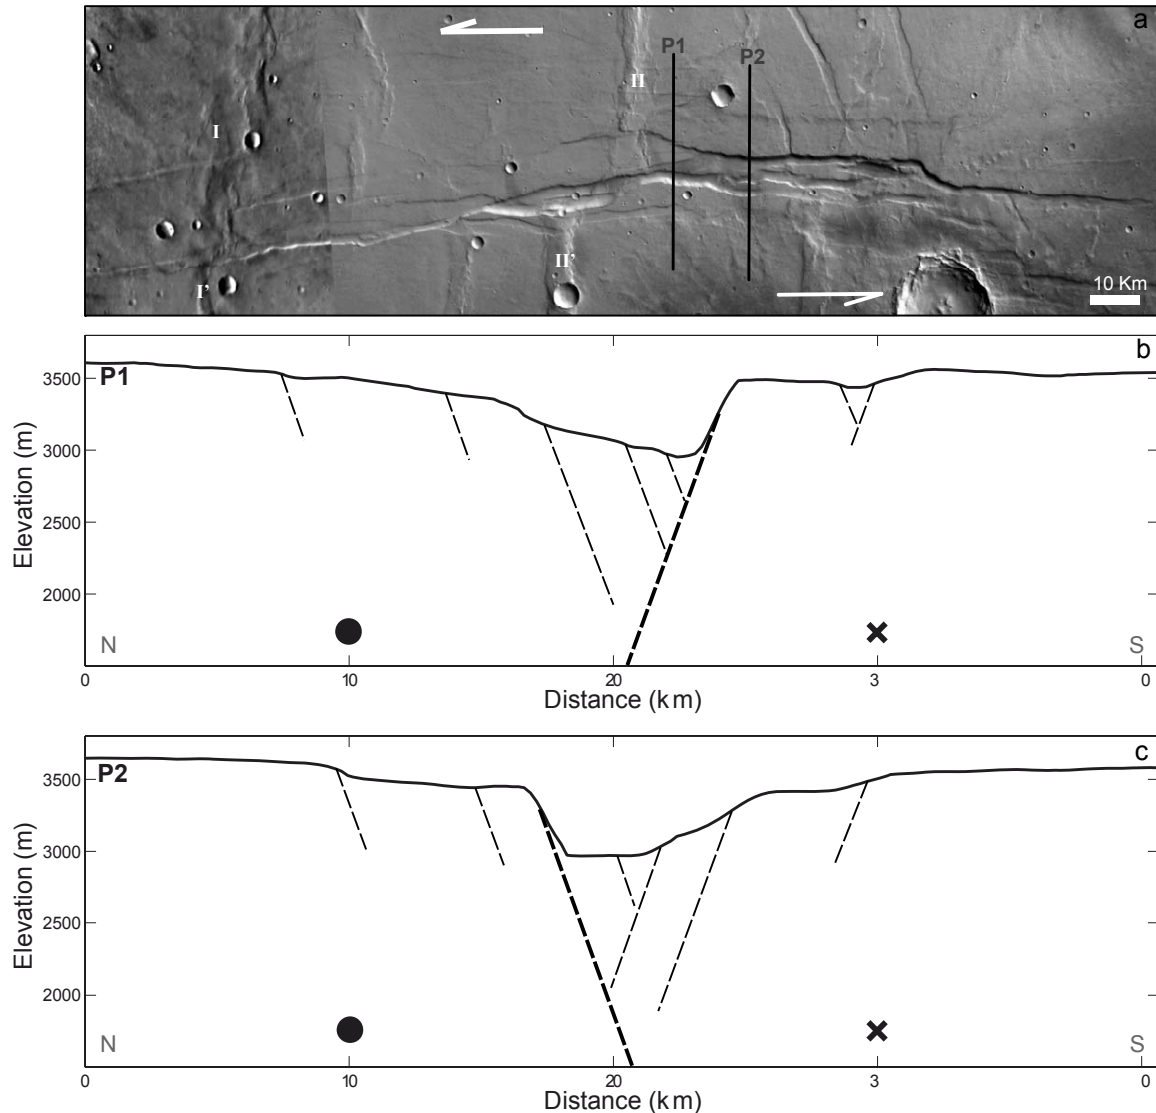 a
P1
P2
II
I
II'
I'
10 Km
b
P1
3500
3000
2500
2000
Elevation (m)
N
S
0
10
20
3
0
Distance (km)
c
P2
3500
3000
2500
2000
Elevation (m)
N
S
0
10
20
3
0
Distance (km)